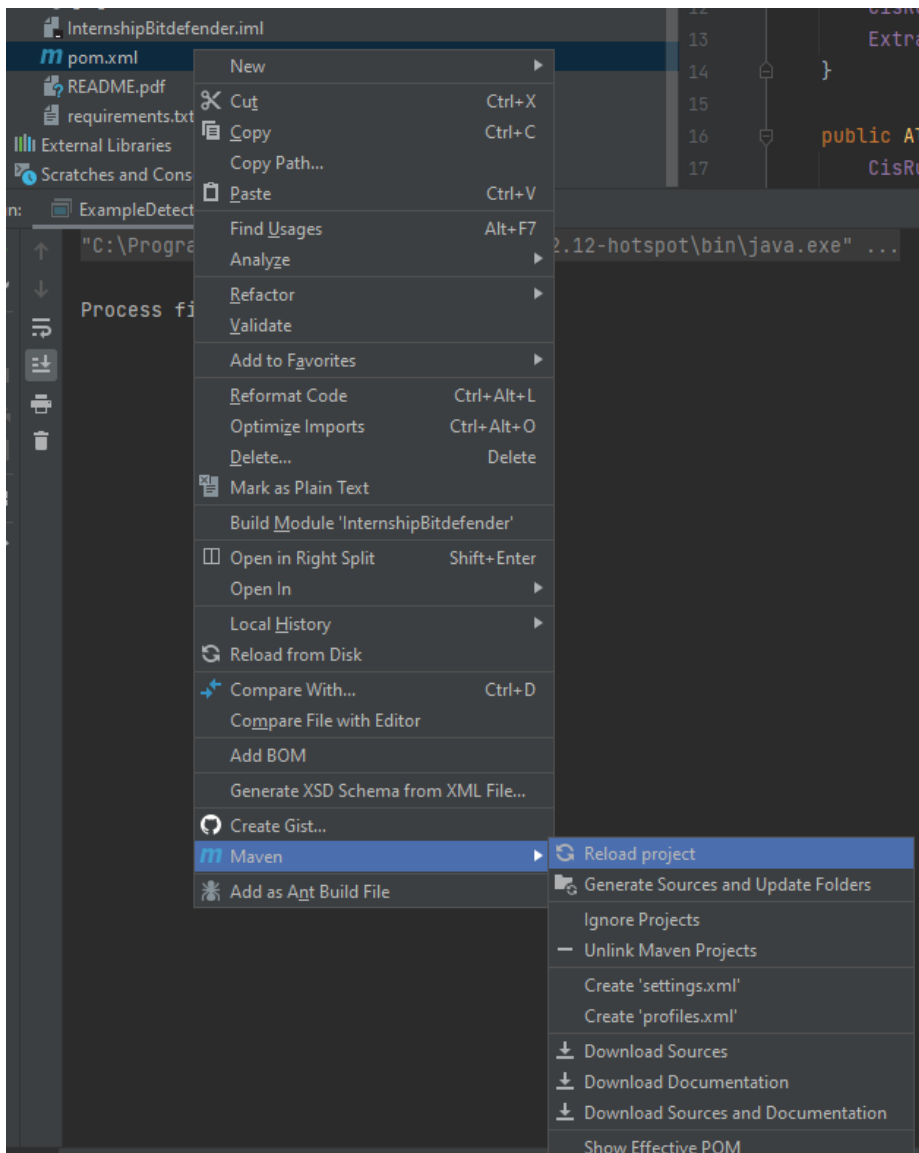 InternshipBitdefender.iml
pom.xml
README.pdf
requirements.txt
External Libraries
Scratches and Cons
12
13 Extra
14 }
15
16 public AT
17 CisRu
n: ExampleDetect
"C:\Progra 2.12-hotspot\bin\java.exe" ...
Process fi
New
Cut Ctrl+X
Copy Ctrl+C
Copy Path...
Paste Ctrl+V
Find Usages Alt+F7
Analyze
Refactor
Validate
Add to Favorites
Reformat Code Ctrl+Alt+L
Optimize Imports Ctrl+Alt+O
Delete... Delete
Mark as Plain Text
Build Module 'InternshipBitdefender'
Open in Right Split Shift+Enter
Open In
Local History
Reload from Disk
Compare With... Ctrl+D
Compare File with Editor
Add BOM
Generate XSD Schema from XML File...
Create Gist...
Maven
Add as Ant Build File
Reload project
Generate Sources and Update Folders
Ignore Projects
Unlink Maven Projects
Create 'settings.xml'
Create 'profiles.xml'
Download Sources
Download Documentation
Download Sources and Documentation
Show Effective POM